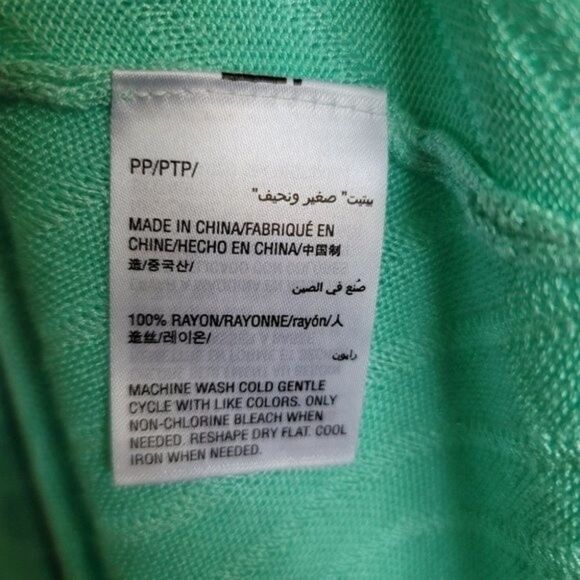 PP/PTP/
بيتيت" صغير ونحيف"
MADE IN CHINA/FABRIQUÉ EN
CHINE/HECHO EN CHINA/中国制
造/중국산/
صُنع في الصين
100% RAYON/RAYONNE/rayón/人
造丝/레이온/
رايون
MACHINE WASH COLD GENTLE
CYCLE WITH LIKE COLORS. ONLY
NON-CHLORINE BLEACH WHEN
NEEDED. RESHAPE DRY FLAT. COOL
IRON WHEN NEEDED.